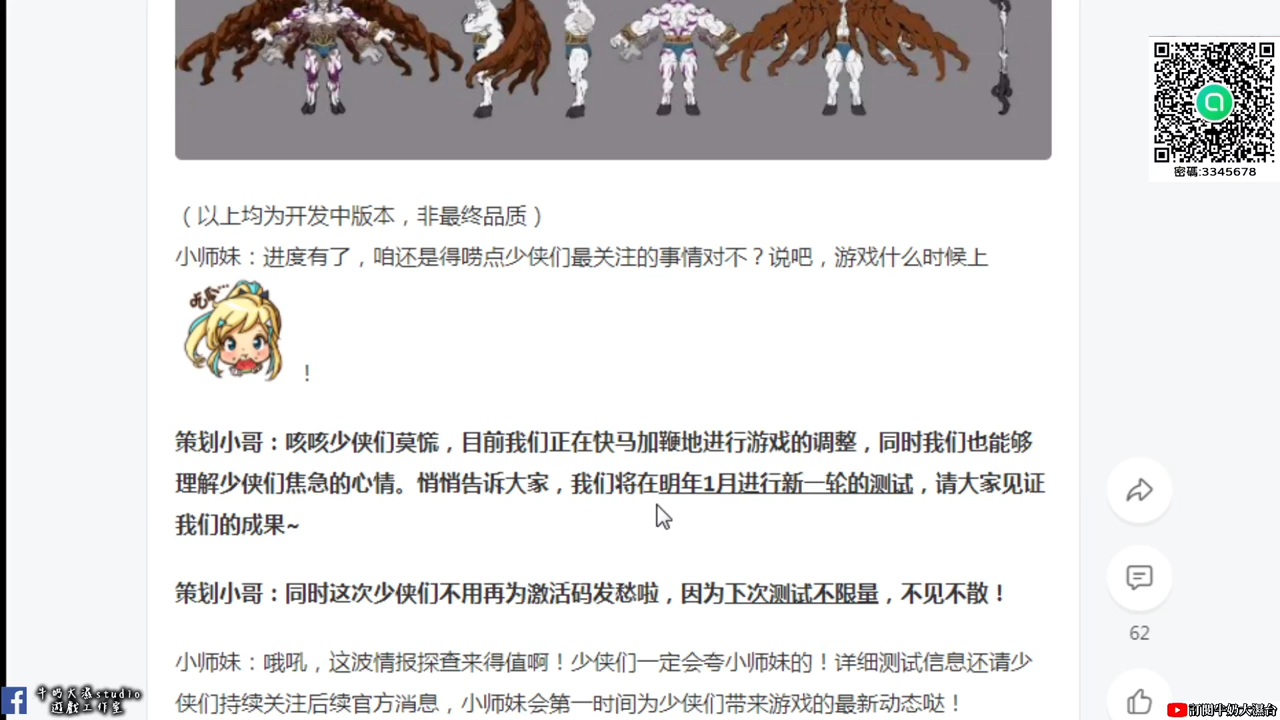 密碼:3345678
（以上均为开发中版本，非最终品质）
小师妹：进度有了，咱还是得唠点少侠们最关注的事情对不？说吧，游戏什么时候上
吃瓜...
！
策划小哥：咳咳少侠们莫慌，目前我们正在快马加鞭地进行游戏的调整，同时我们也能够
理解少侠们焦急的心情。悄悄告诉大家，我们将在明年1月进行新一轮的测试，请大家见证
我们的成果~
策划小哥：同时这次少侠们不用再为激活码发愁啦，因为下次测试不限量，不见不散！
62
小师妹：哦吼，这波情报探查来得值啊！少侠们一定会夸小师妹的！详细测试信息还请少
侠们持续关注后续官方消息，小师妹会第一时间为少侠们带来游戏的最新动态哒！
牛奶大濕studio
遊戲工作室
訂閱牛奶大濕台